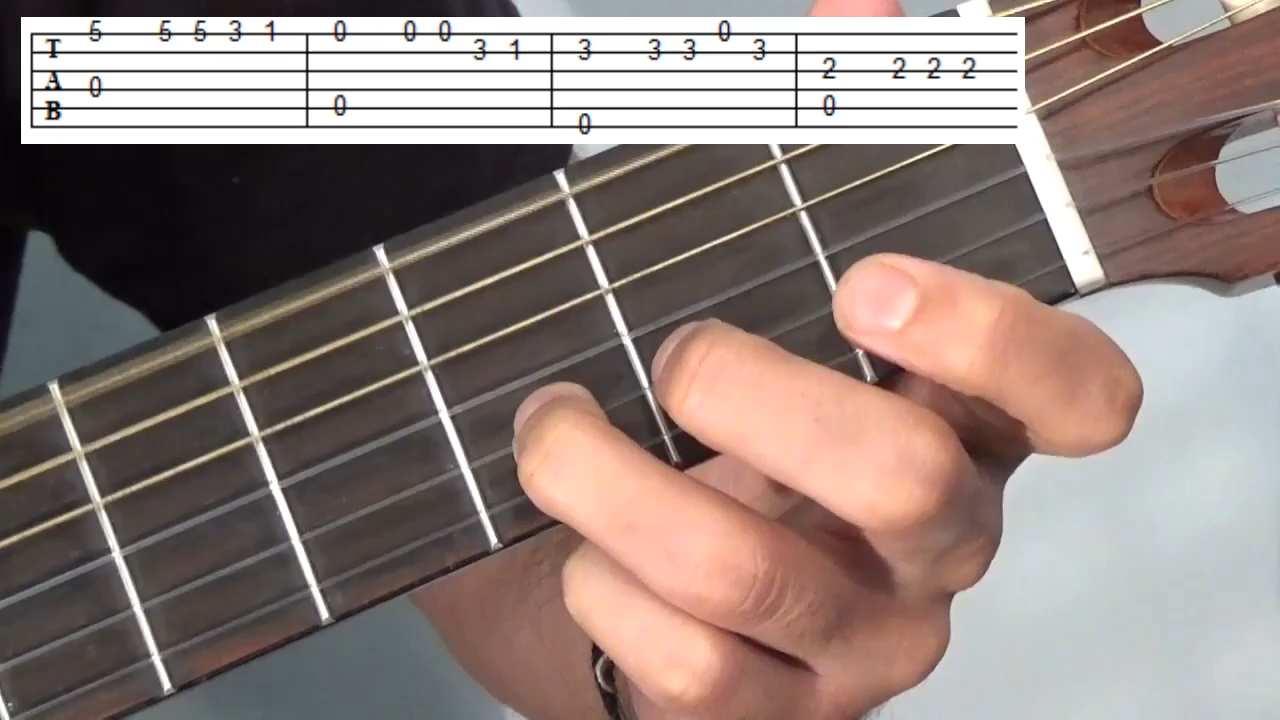 5 5 5 3 1 0 0 0 0
T 3 1 3 3 3 3
2 2 2 2
A 0
B 0 0
0